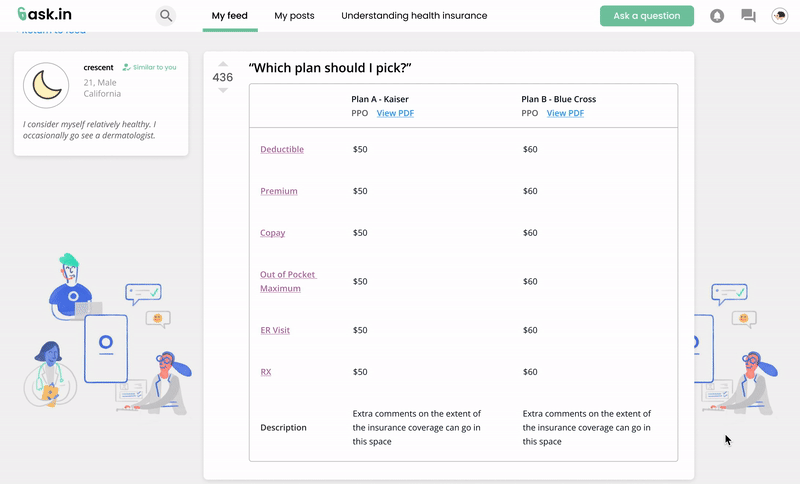 ask.in
My feed
My posts
Understanding health insurance
Ask a question
Return to feed
crescent
Similar to you
21, Male
California
I consider myself relatively healthy. I
occasionally go see a dermatologist.
436
“Which plan should I pick?”
Plan A - Kaiser
PPO View PDF
Plan B - Blue Cross
PPO View PDF
Deductible $50 $60
Premium $50 $60
Copay $50 $60
Out of Pocket
Maximum
$50 $60
ER Visit $50 $60
RX $50 $60
Description
Extra comments on the extent of
the insurance coverage can go in
this space
Extra comments on the extent of
the insurance coverage can go in
this space